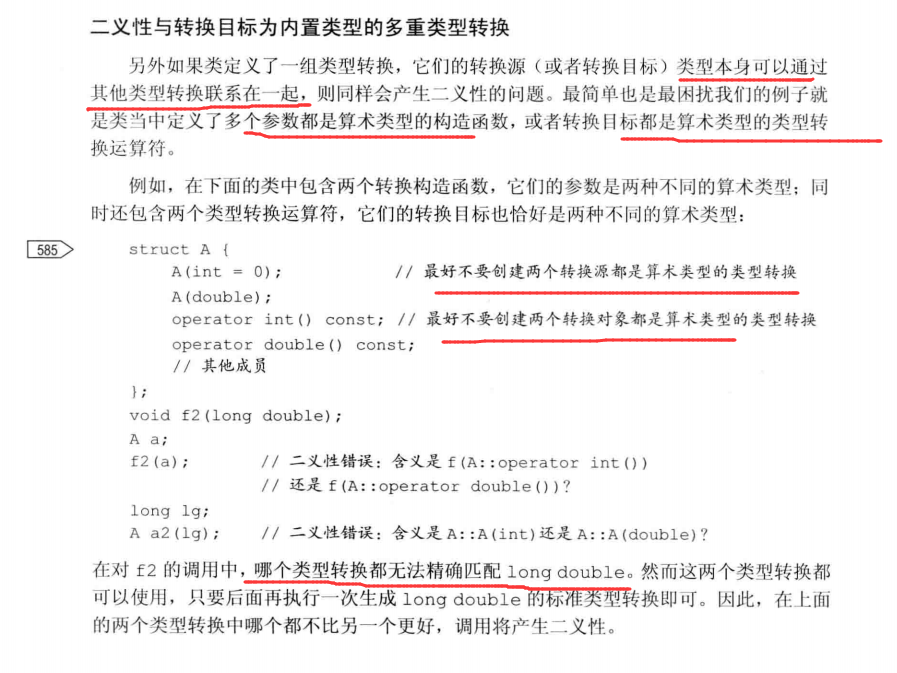 二义性与转换目标为内置类型的多重类型转换
另外如果类定义了一组类型转换，它们的转换源（或者转换目标）类型本身可以通过
其他类型转换联系在一起，则同样会产生二义性的问题。最简单也是最困扰我们的例子就
是类当中定义了多个参数都是算术类型的构造函数，或者转换目标都是算术类型的类型转
换运算符。
例如，在下面的类中包含两个转换构造函数，它们的参数是两种不同的算术类型；同
时还包含两个类型转换运算符，它们的转换目标也恰好是两种不同的算术类型：
585
struct A {
A(int = 0); // 最好不要创建两个转换源都是算术类型的类型转换
A(double);
operator int() const; // 最好不要创建两个转换对象都是算术类型的类型转换
operator double() const;
// 其他成员
};
void f2(long double);
A a;
f2(a); // 二义性错误：含义是 f(A::operator int())
// 还是 f(A::operator double())?
long lg;
A a2(lg); // 二义性错误：含义是 A::A(int)还是 A::A(double)?
在对 f2 的调用中，哪个类型转换都无法精确匹配 long double。然而这两个类型转换都
可以使用，只要后面再执行一次生成 long double 的标准类型转换即可。因此，在上面
的两个类型转换中哪个都不比另一个更好，调用将产生二义性。